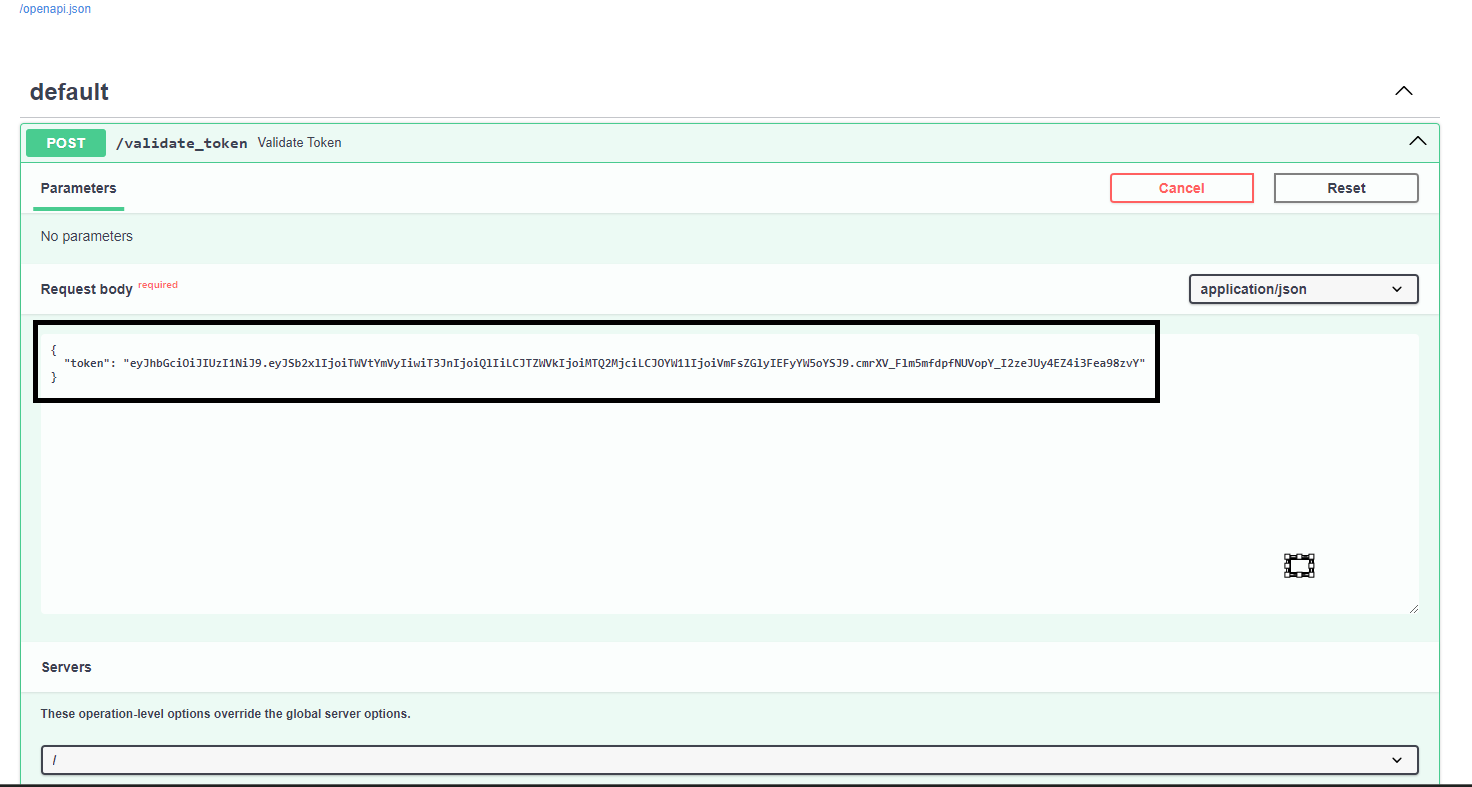 /openapi.json
default
POST /validate_token Validate Token
Parameters
Cancel
Reset
No parameters
Request body required
application/json
{
"token": "eyJhbGciOiJIUzI1NiJ9.eyJSb2xlIjoiTWVtYmVyIiwiT3JnIjoiQlIiLCJTZWVkIjoiMTQ2MjciLCJOYW1lIjoiVmFsZGlyIEFyYW5oYSJ9.cmrXV_Flm5mfdpfNUVopY_I2zeJUy4EZ4i3Fea98zvY"
}
Servers
These operation-level options override the global server options.
/